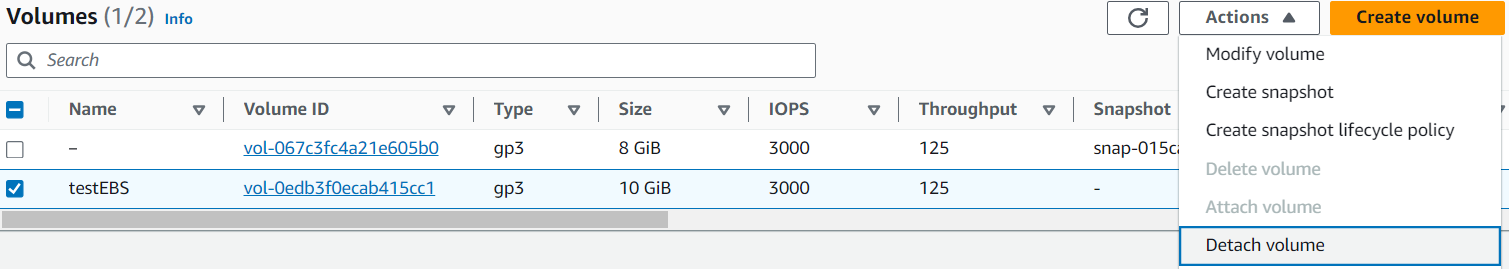 Volumes (1/2) Info
Actions
Create volume
Search
Modify volume
Create snapshot
Create snapshot lifecycle policy
Delete volume
Attach volume
Detach volume
Name Volume ID Type Size IOPS Throughput Snapshot
– vol-067c3fc4a21e605b0 gp3 8 GiB 3000 125 snap-015ca
testEBS vol-0edb3f0ecab415cc1 gp3 10 GiB 3000 125 -